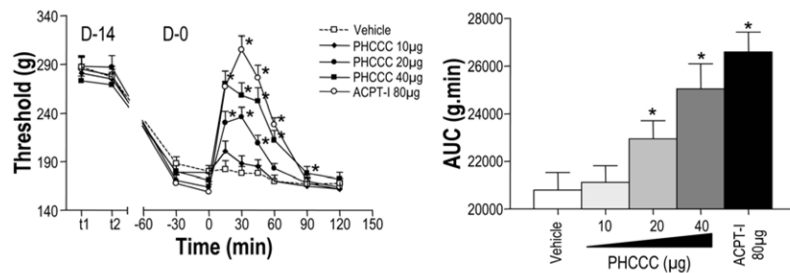 D-14
D-0
Vehicle
PHCCC 10µg
PHCCC 20µg
PHCCC 40µg
ACPT-I 80µg
Threshold (g)
340
290
240
190
140
t1
t2
-60
-30
0
30
60
90
120
150
Time (min)
* * * * * * * * * * * *
AUC (g.min)
28000
26000
24000
22000
20000
* * *
Vehicle
10
20
40
PHCCC (µg)
ACPT-I
80µg